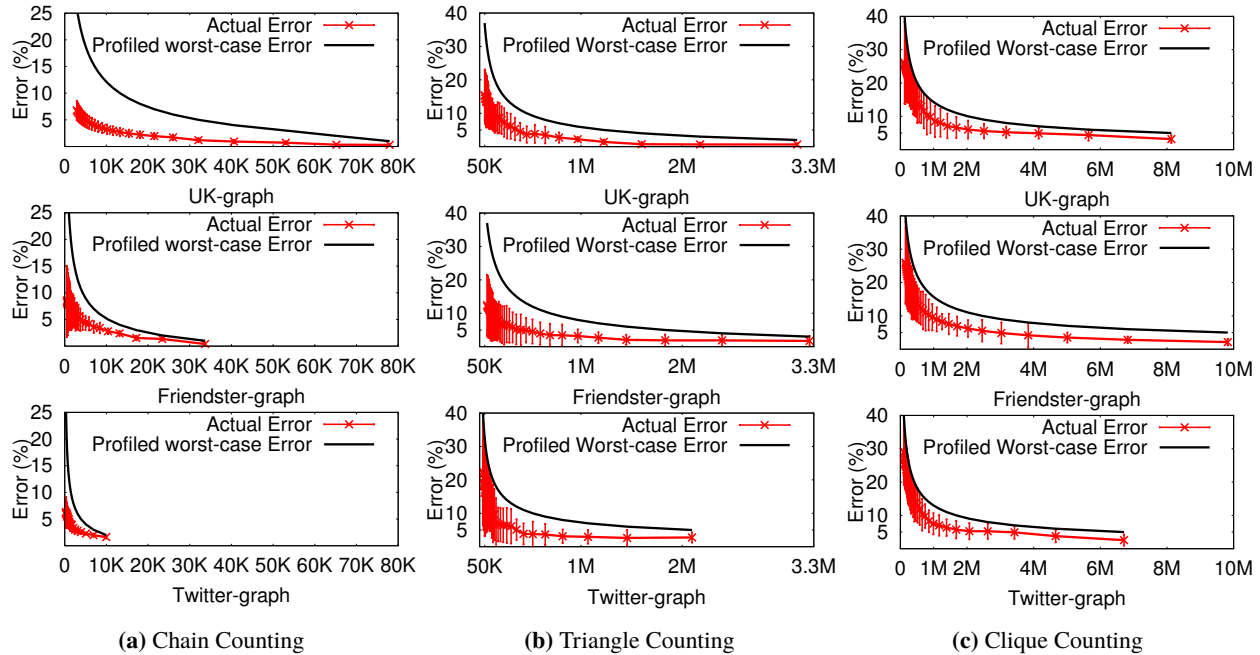 40
Actual Error
Profiled worst-case Error
Error (%)
25
20
15
10
5
0 10K 20K 30K 40K 50K 60K 70K 80K
UK-graph
Actual Error
Profiled Worst-case Error
Error (%)
40
30
20
10
5
50K 1M 2M 3.3M
UK-graph
Actual Error
Profiled Worst-case Error
Error (%)
40
30
20
10
5
0 1M 2M 4M 6M 8M 10M
UK-graph
Actual Error
Profiled worst-case Error
Error (%)
25
20
15
10
5
0 10K 20K 30K 40K 50K 60K 70K 80K
Friendster-graph
Actual Error
Profiled Worst-case Error
Error (%)
40
30
20
10
5
50K 1M 2M 3.3M
Friendster-graph
Actual Error
Profiled Worst-case Error
Error (%)
40
30
20
10
5
0 1M 2M 4M 6M 8M 10M
Friendster-graph
Actual Error
Profiled worst-case Error
Error (%)
25
20
15
10
5
0 10K 20K 30K 40K 50K 60K 70K 80K
Twitter-graph
Actual Error
Profiled Worst-case Error
Error (%)
40
30
20
10
5
50K 1M 2M 3.3M
Twitter-graph
Actual Error
Profiled Worst-case Error
Error (%)
40
30
20
10
5
0 1M 2M 4M 6M 8M 10M
Twitter-graph
(a) Chain Counting
(b) Triangle Counting
(c) Clique Counting